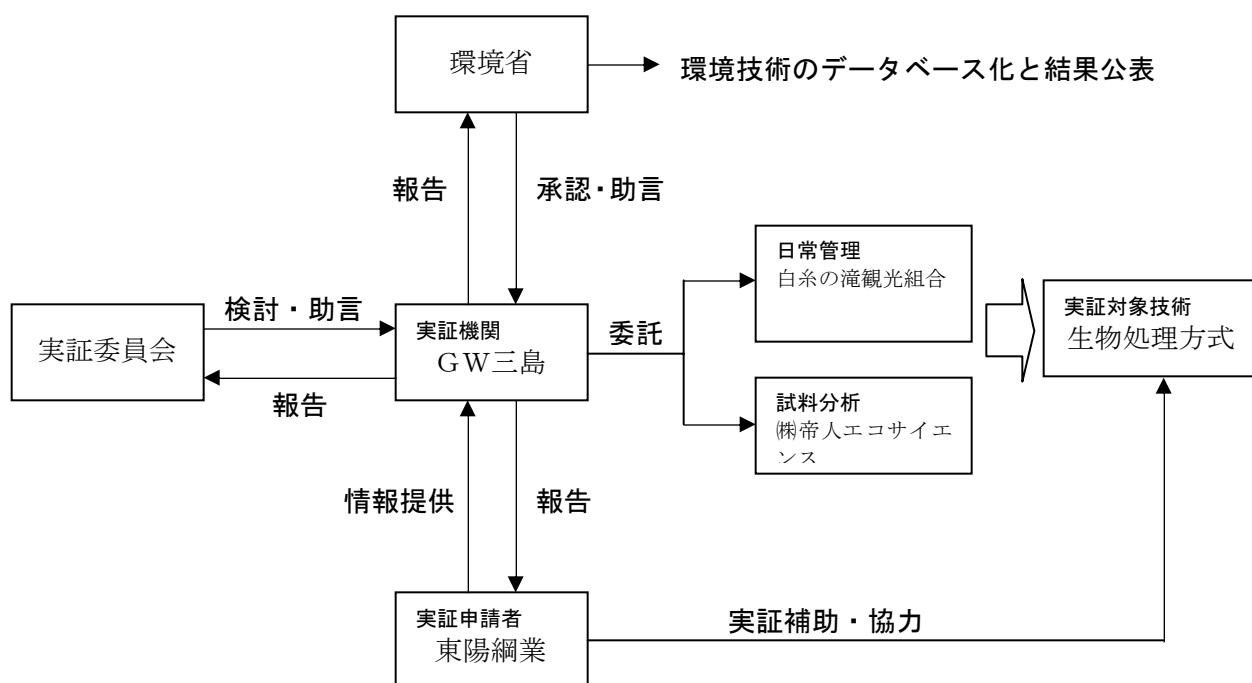 環境省
環境技術のデータベース化と結果公表
報告
承認・助言
日常管理
白糸の滝観光組合
実証委員会
検討・助言
報告
実証機関
GW三島
委託
実証対象技術
生物処理方式
試料分析
㈱帝人エコサイエ
ンス
情報提供
報告
実証申請者
東陽綱業
実証補助・協力